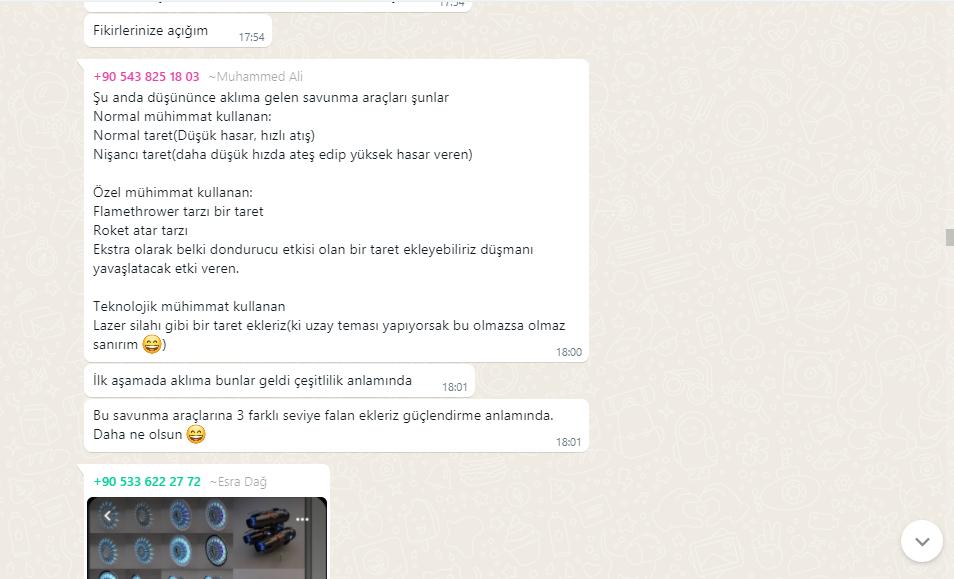 17:54
Fikirlerinize açığım
17:54
+90 543 825 18 03 ~Muhammed Ali
Şu anda düşününce aklıma gelen savunma araçları şunlar
Normal mühimmat kullanan:
Normal taret(Düşük hasar, hızlı atış)
Nişancı taret(daha düşük hızda ateş edip yüksek hasar veren)
Özel mühimmat kullanan:
Flamethrower tarzı bir taret
Roket atar tarzı
Ekstra olarak belki dondurucu etkisi olan bir taret ekleyebiliriz düşmanı
yavaşlatacak etki veren.
Teknolojik mühimmat kullanan
Lazer silahı gibi bir taret ekleriz(ki uzay teması yapıyorsak bu olmazsa olmaz
sanırım 😄)
18:00
İlk aşamada aklıma bunlar geldi çeşitlilik anlamında
18:01
Bu savunma araçlarına 3 farklı seviye falan ekleriz güçlendirme anlamında.
Daha ne olsun 😄
18:01
+90 533 622 27 72 ~Esra Dağ